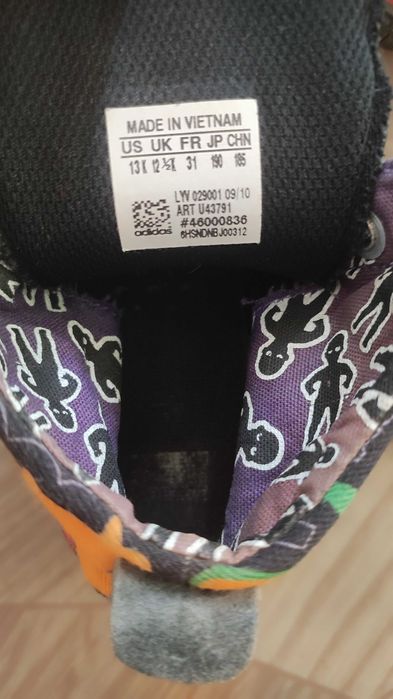 MADE IN VIETNAM
US UK FR JP CHN
13K 12½K 31 190 185
LYV 029001 09/10
ART U43791
#46000836
adidas 6HSNDNBJ00312